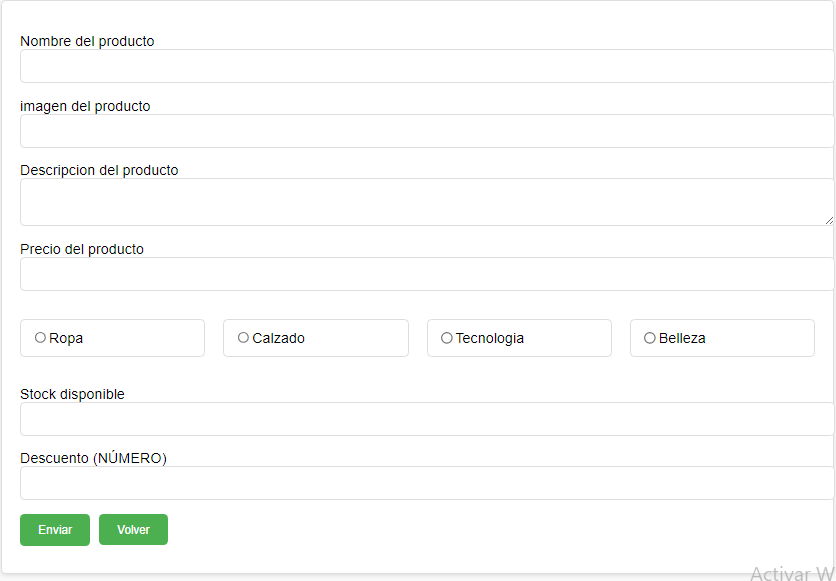 Nombre del producto
imagen del producto
Descripcion del producto
Precio del producto
Ropa Calzado Tecnologia Belleza
Stock disponible
Descuento (NÚMERO)
Enviar Volver
Activar W